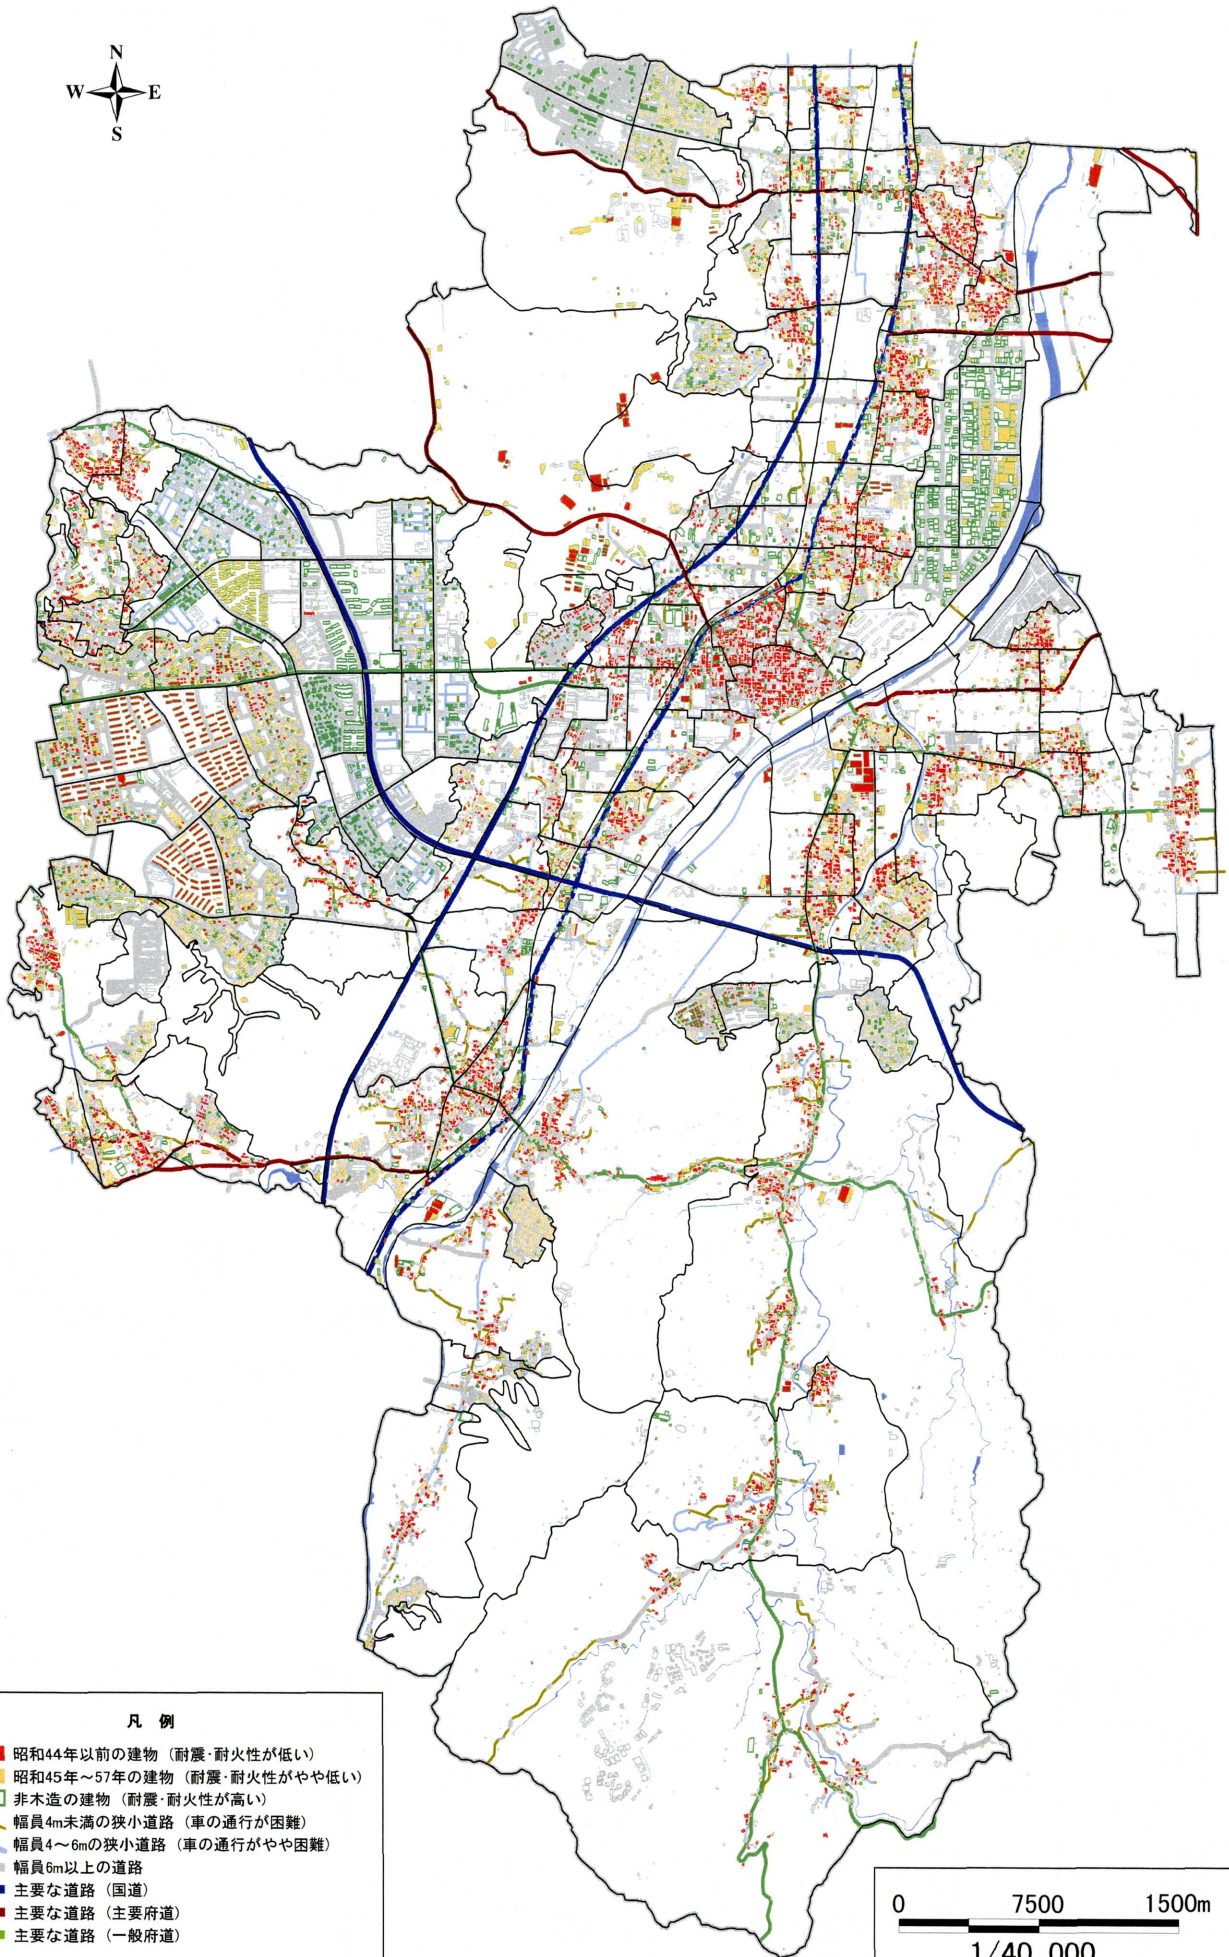 N
W E
S
凡 例
昭和44年以前の建物（耐震･耐火性が低い）
昭和45年～57年の建物（耐震･耐火性がやや低い）
非木造の建物（耐震･耐火性が高い）
幅員4m未満の狭小道路（車の通行が困難）
幅員4～6mの狭小道路（車の通行がやや困難）
幅員6m以上の道路
主要な道路（国道）
主要な道路（主要府道）
主要な道路（一般府道）
0 7500 1500m
1/40,000